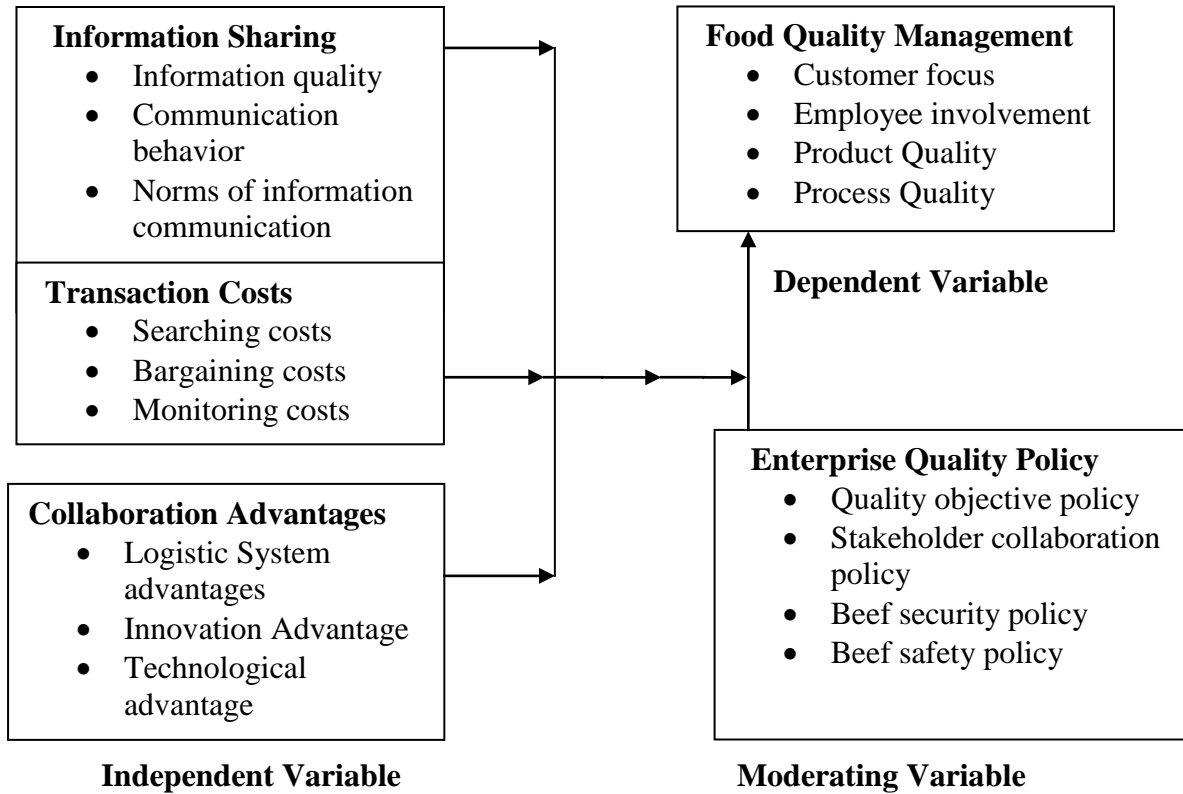 Information Sharing
• Information quality
• Communication
behavior
• Norms of information
communication
Transaction Costs
• Searching costs
• Bargaining costs
• Monitoring costs
Collaboration Advantages
• Logistic System
advantages
• Innovation Advantage
• Technological
advantage
Independent Variable
Food Quality Management
• Customer focus
• Employee involvement
• Product Quality
• Process Quality
Dependent Variable
Enterprise Quality Policy
• Quality objective policy
• Stakeholder collaboration
policy
• Beef security policy
• Beef safety policy
Moderating Variable